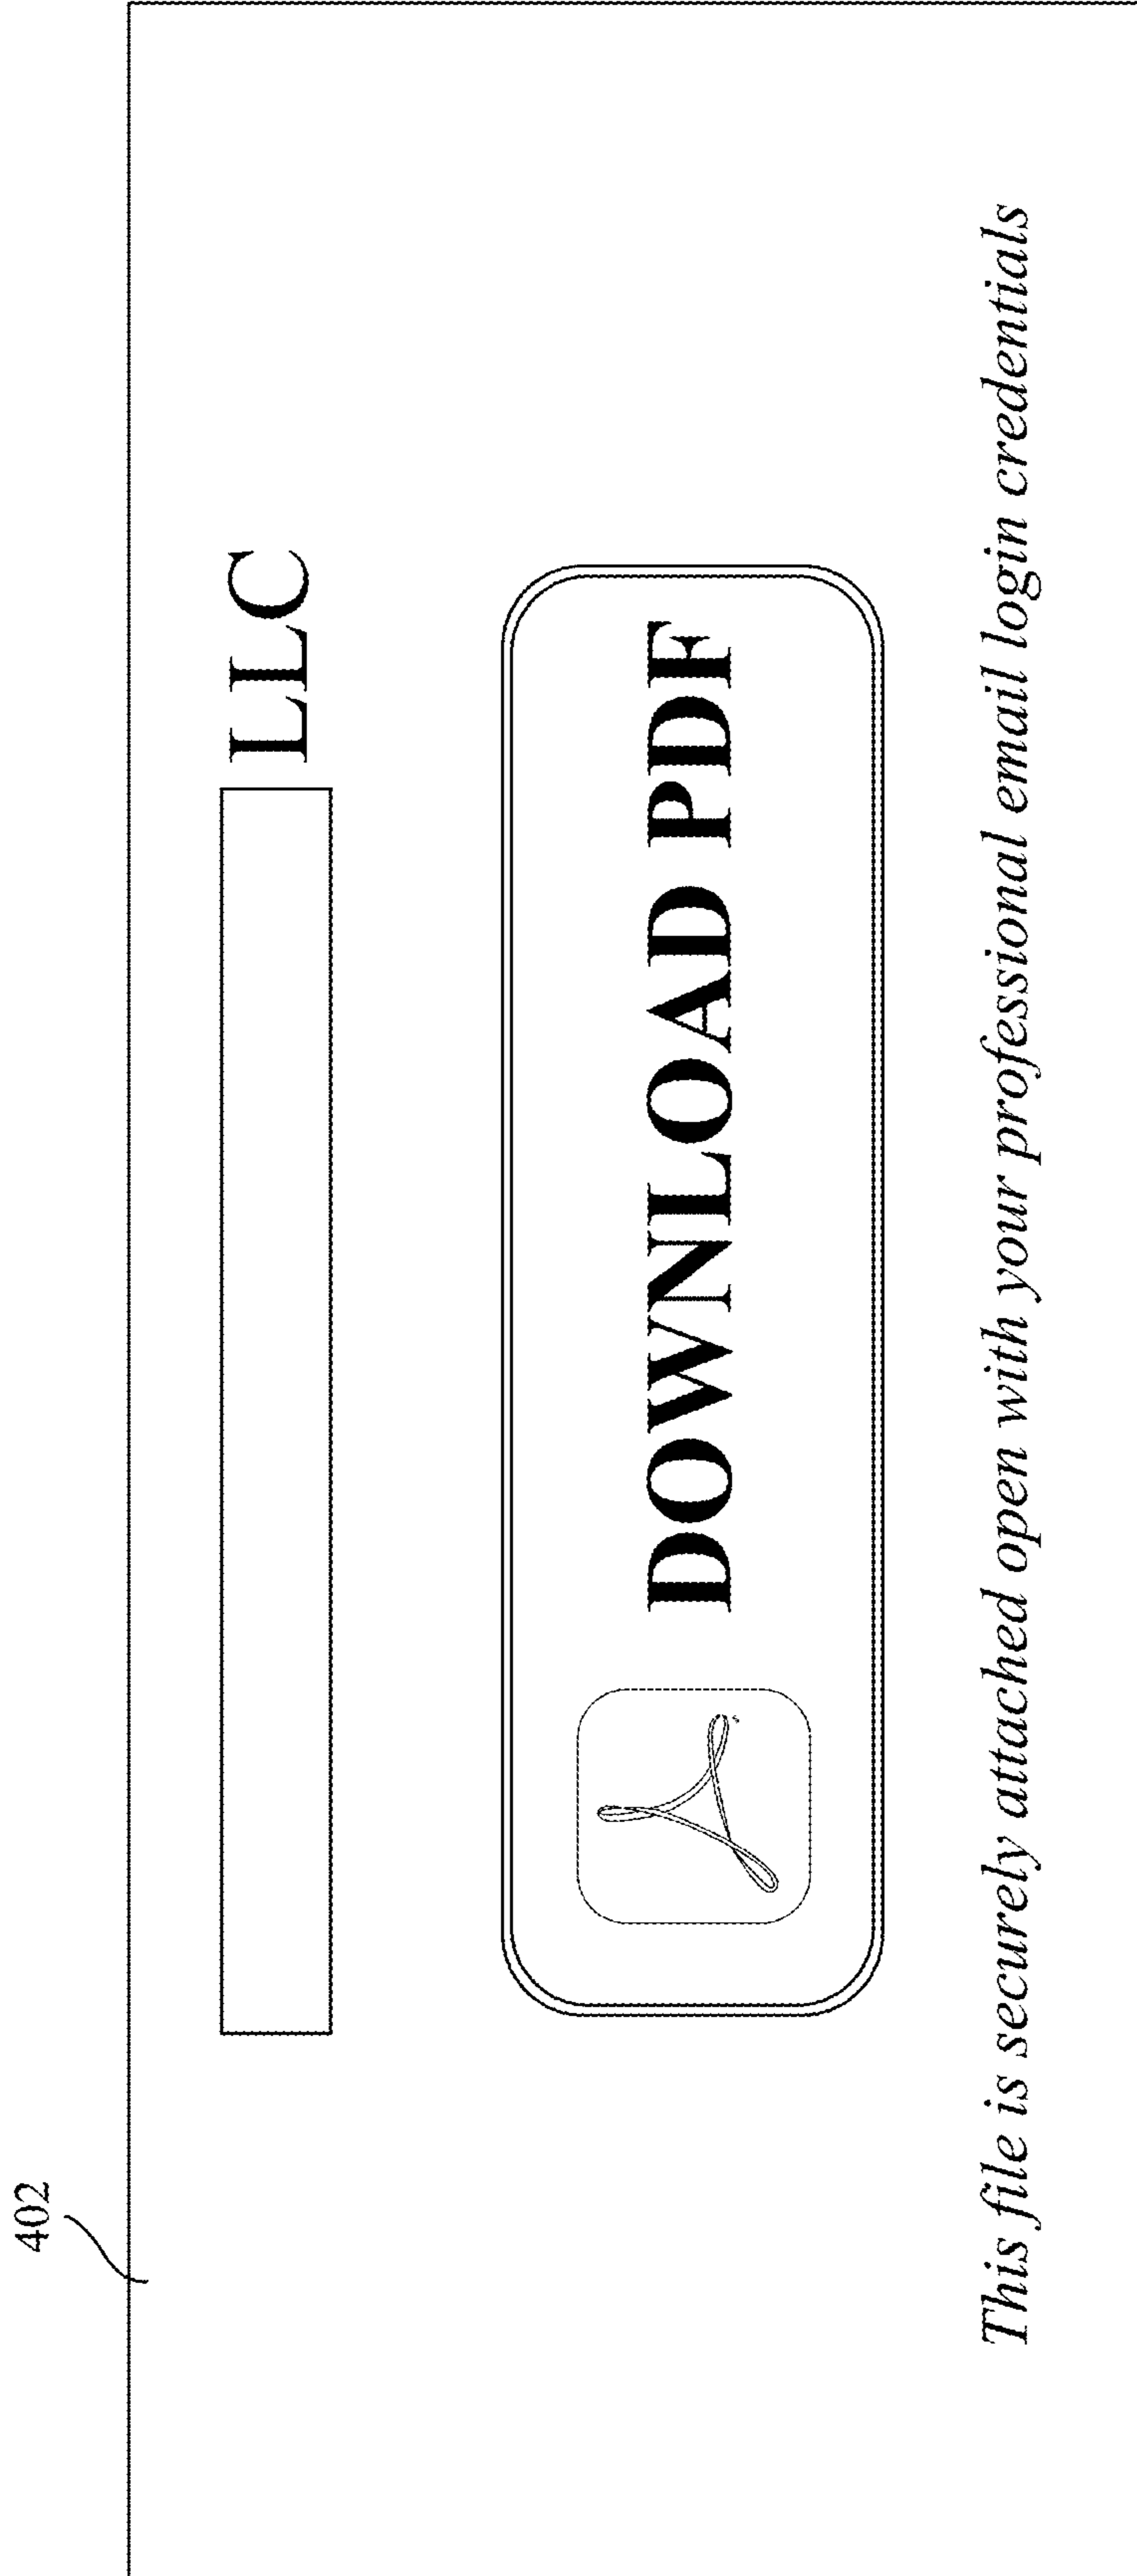 402
LLC
DOWNLOAD PDF
This file is securely attached open with your professional email login credentials